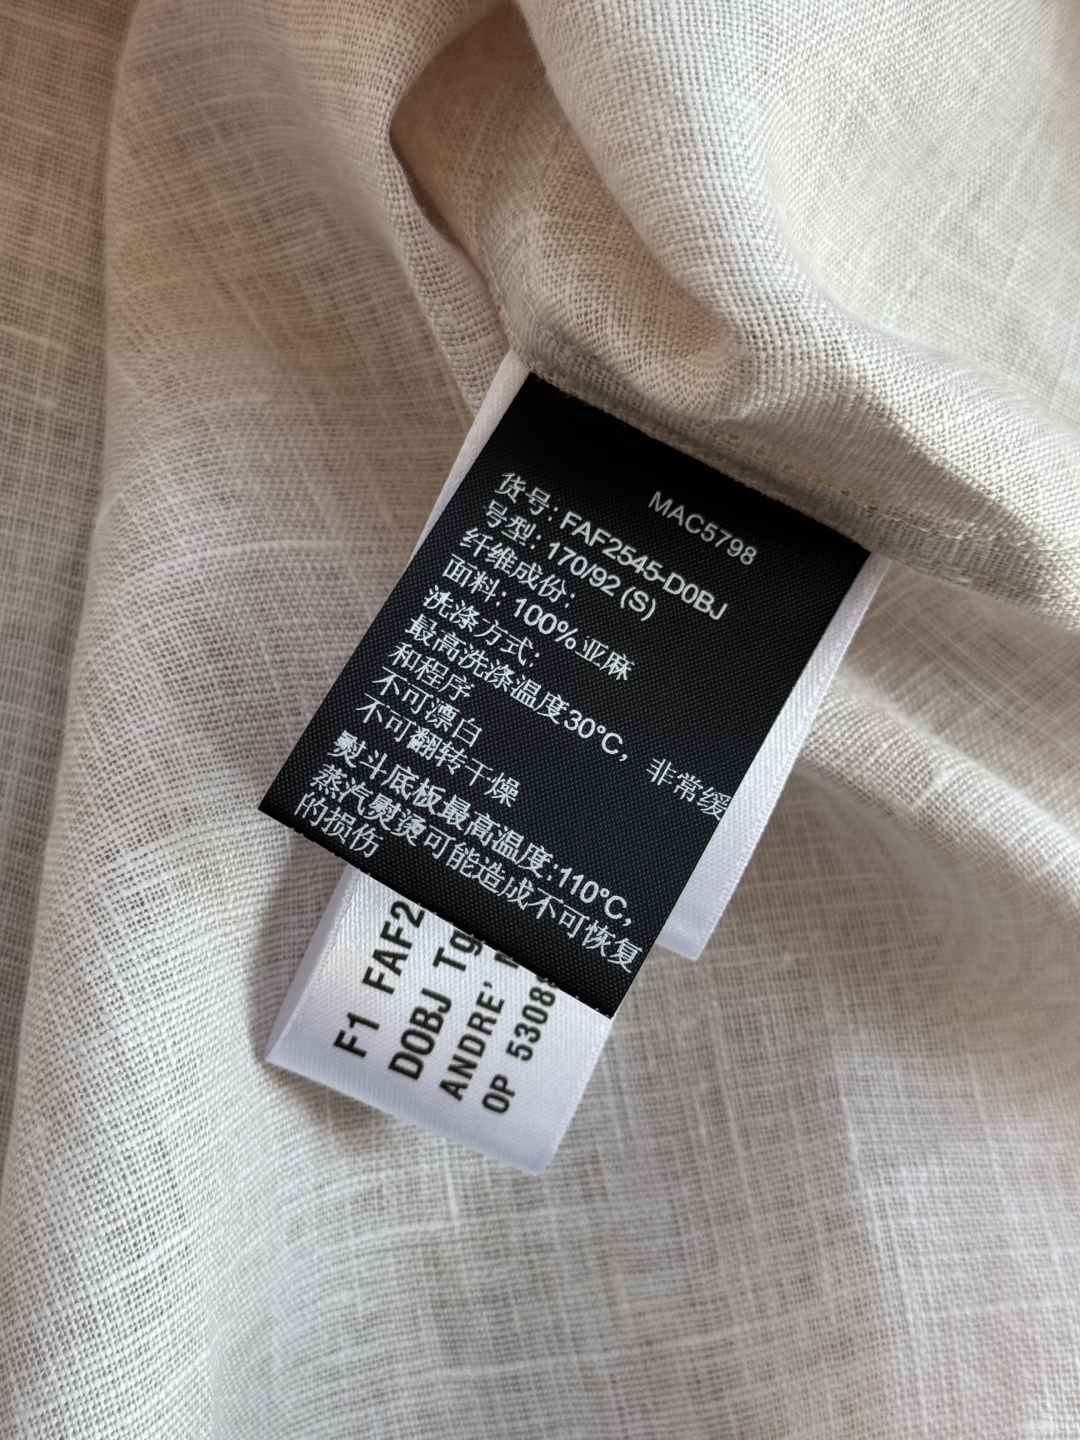 MAC5798
货号: FAF2545-D0BJ
号型: 170/92 (S)
纤维成份:
面料: 100%亚麻
洗涤方式:
最高洗涤温度30°C, 非常缓
和程序
不可漂白
不可翻转干燥
熨斗底板最高温度:110°C,
蒸汽熨烫可能造成不可恢复
的损伤
F1 FAF2
D0BJ Tg
ANDRE'
OP 5308